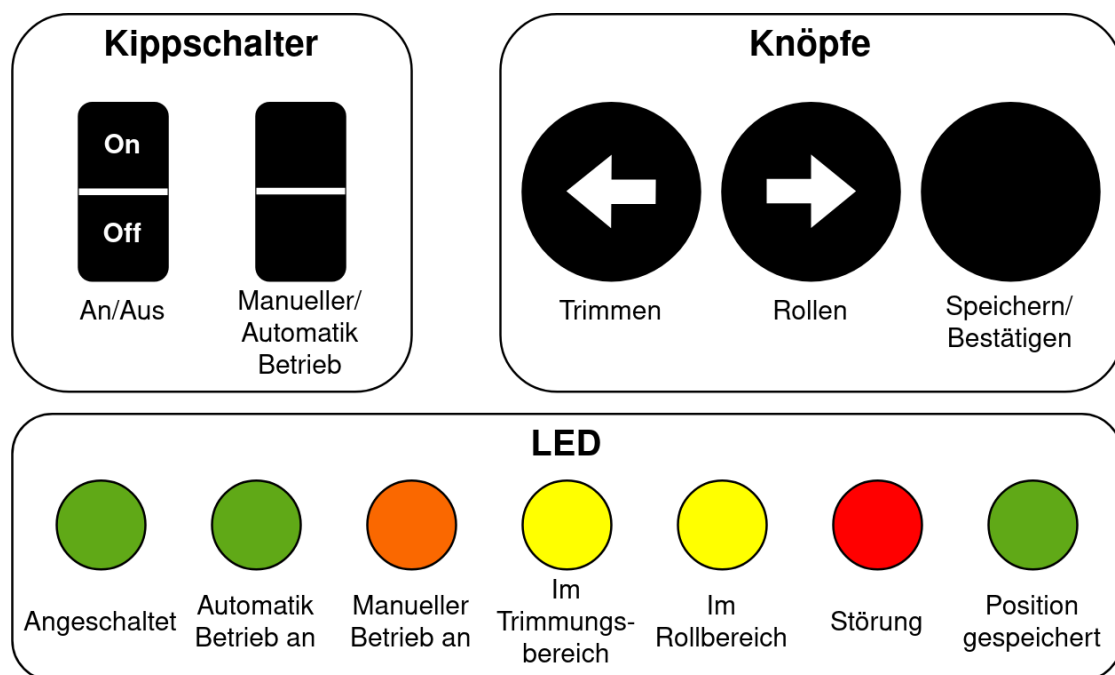 Kippschalter
On
Off
An/Aus
Manueller/
Automatik
Betrieb
Knöpfe
Trimmen
Rollen
Speichern/
Bestätigen
LED
Angeschaltet
Automatik
Betrieb an
Manueller
Betrieb an
Im
Trimmungs-
bereich
Im
Rollbereich
Störung
Position
gespeichert